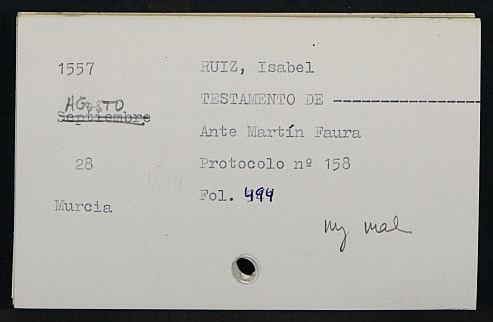 1557
RUIZ, Isabel
AGOSTO
TESTAMENTO DE --------------------
Septiembre
Ante Martín Faura
28
Protocolo nº 158
Murcia
Fol. 494
muy mal